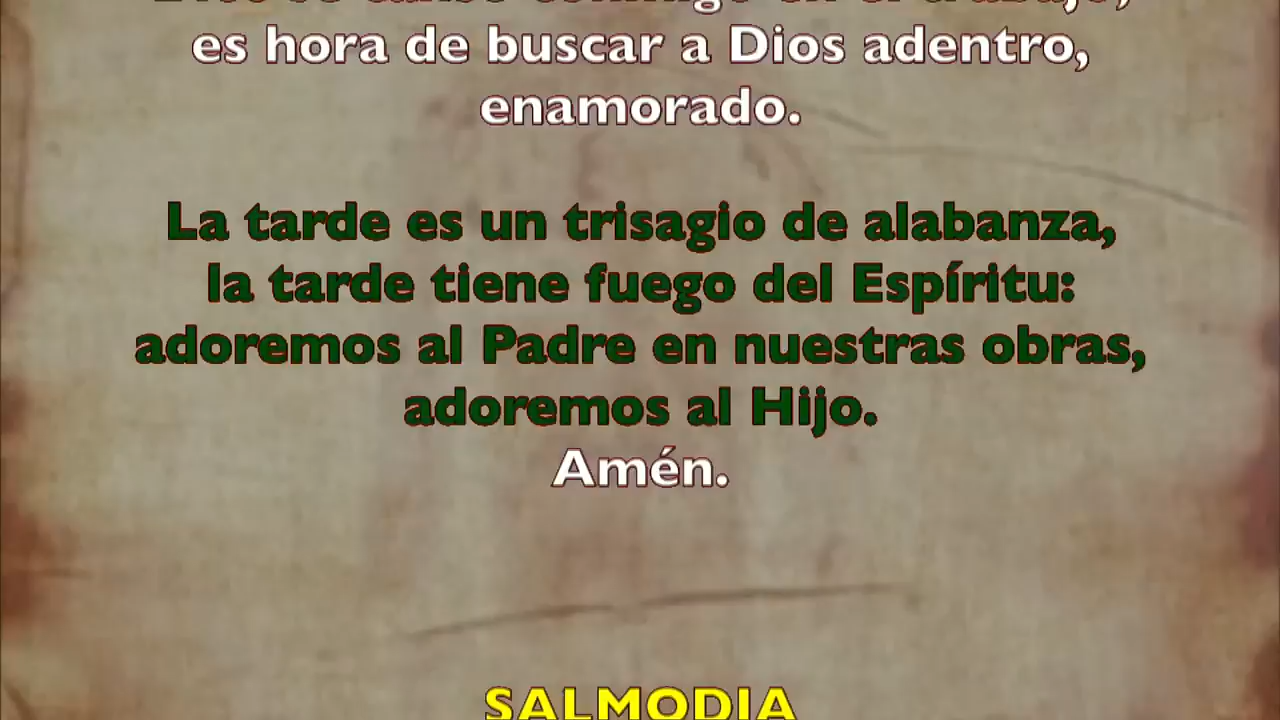 es hora de buscar a Dios adentro,
enamorado.
La tarde es un trisagio de alabanza,
la tarde tiene fuego del Espíritu:
adoremos al Padre en nuestras obras,
adoremos al Hijo.
Amén.
SALMODIA